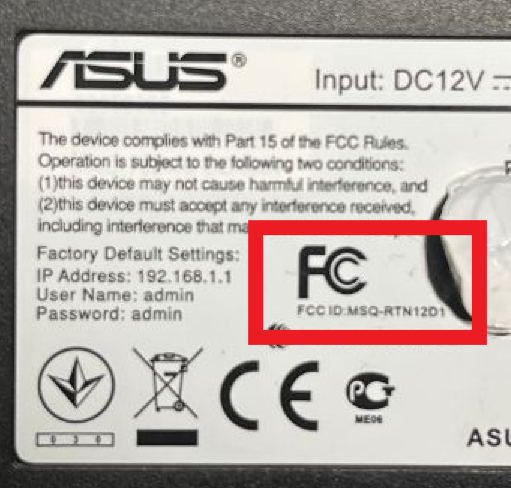 ASUS®
Input: DC12V
The device complies with Part 15 of the FCC Rules.
Operation is subject to the following two conditions:
(1)this device may not cause harmful interference, and
(2)this device must accept any interference received,
including interference that
Factory Default Settings:
IP Address: 192.168.1.1
User Name: admin
Password: admin
FC
FCC ID:MSQ-RTN12D1
CE
ME06
0 3 0
ASU